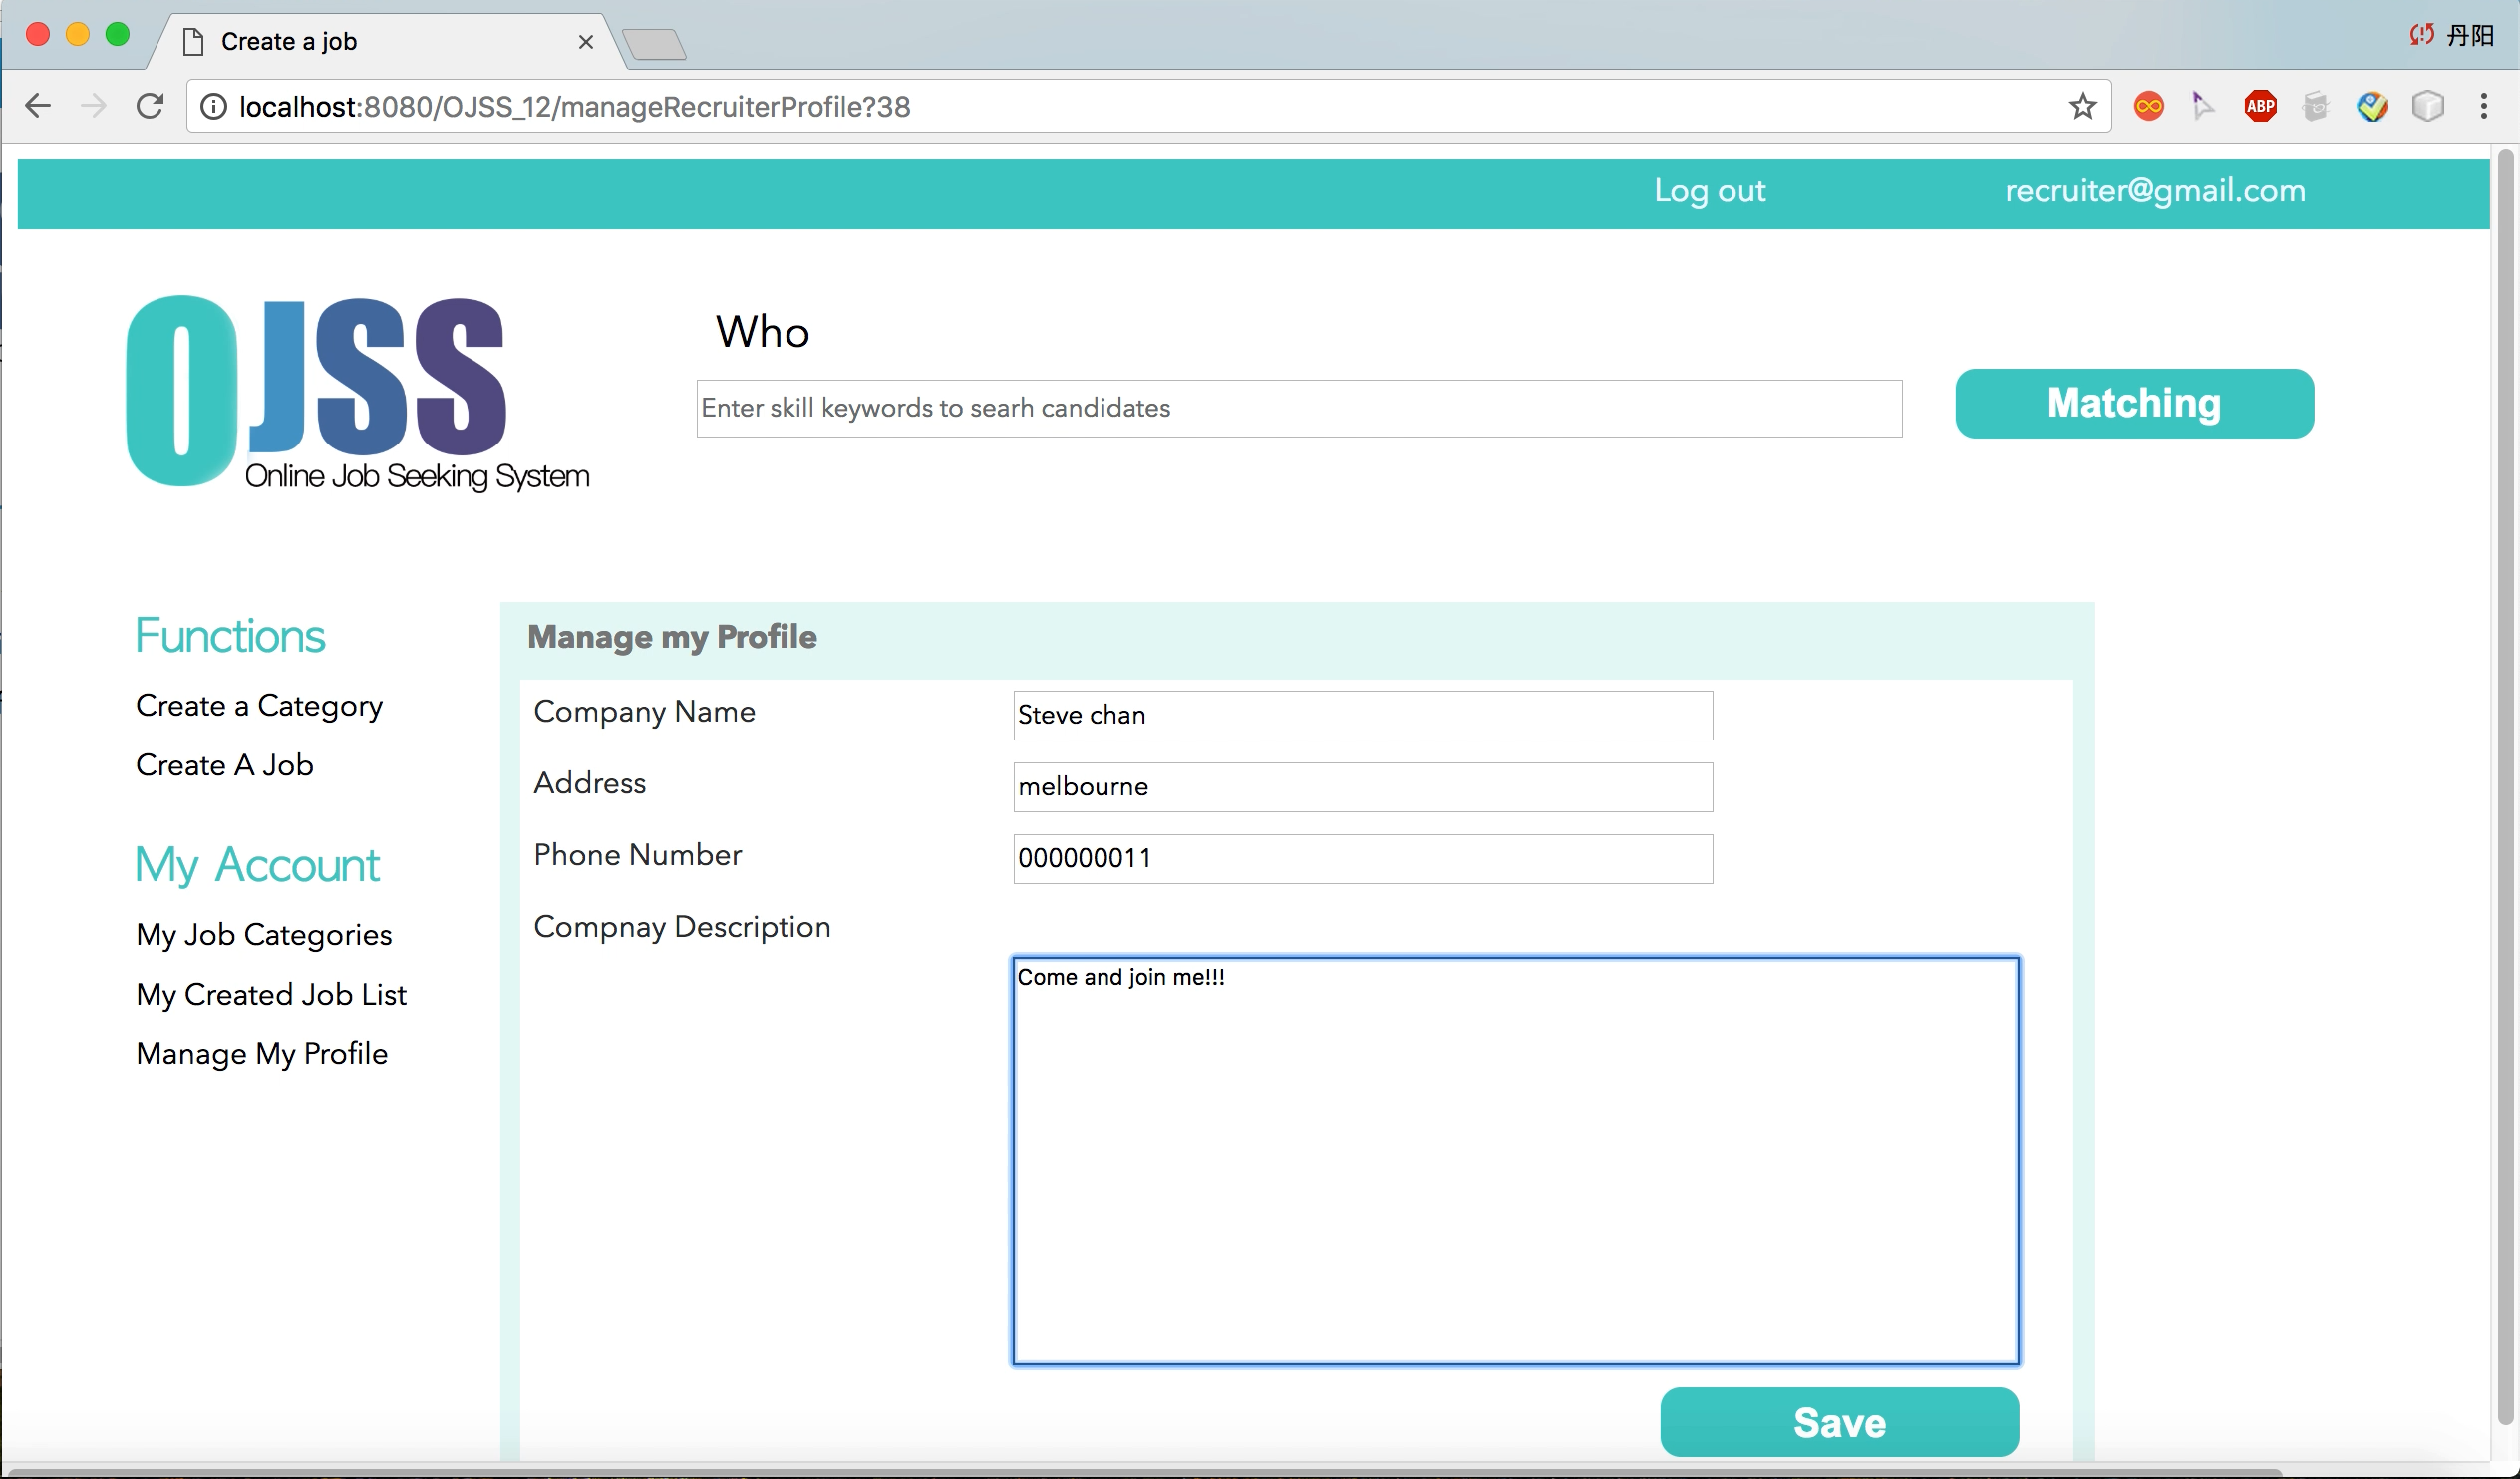 Create a job
丹阳
localhost:8080/OJSS_12/manageRecruiterProfile?38
ABP
Log out
recruiter@gmail.com
OJSS
Online Job Seeking System
Who
Enter skill keywords to searh candidates
Matching
Functions
Create a Category
Create A Job
My Account
My Job Categories
My Created Job List
Manage My Profile
Manage my Profile
Company Name
Steve chan
Address
melbourne
Phone Number
000000011
Compnay Description
Come and join me!!!
Save